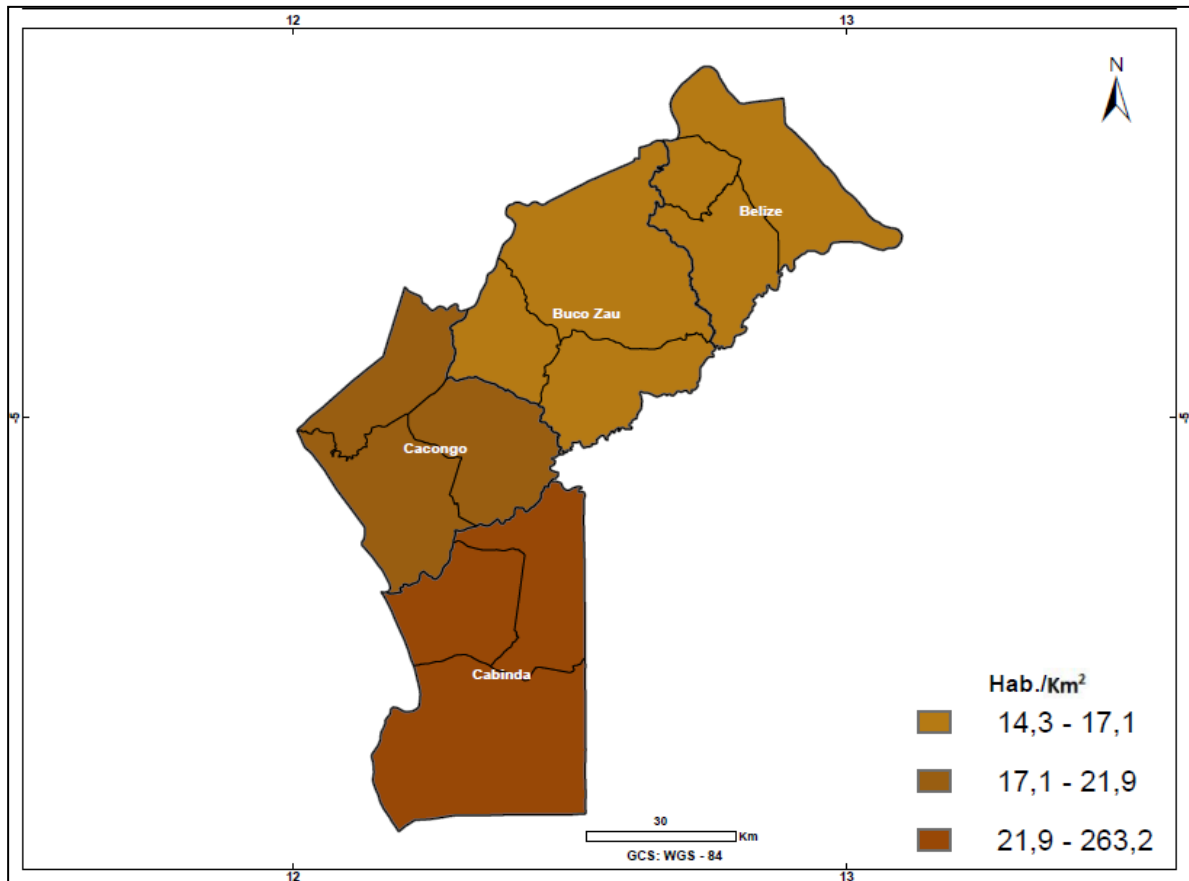 12 13
N
Belize
Buco Zau
-5 -5
Cacongo
Cabinda
Hab./Km²
14,3 - 17,1
17,1 - 21,9
21,9 - 263,2
30
Km
GCS: WGS - 84
12 13